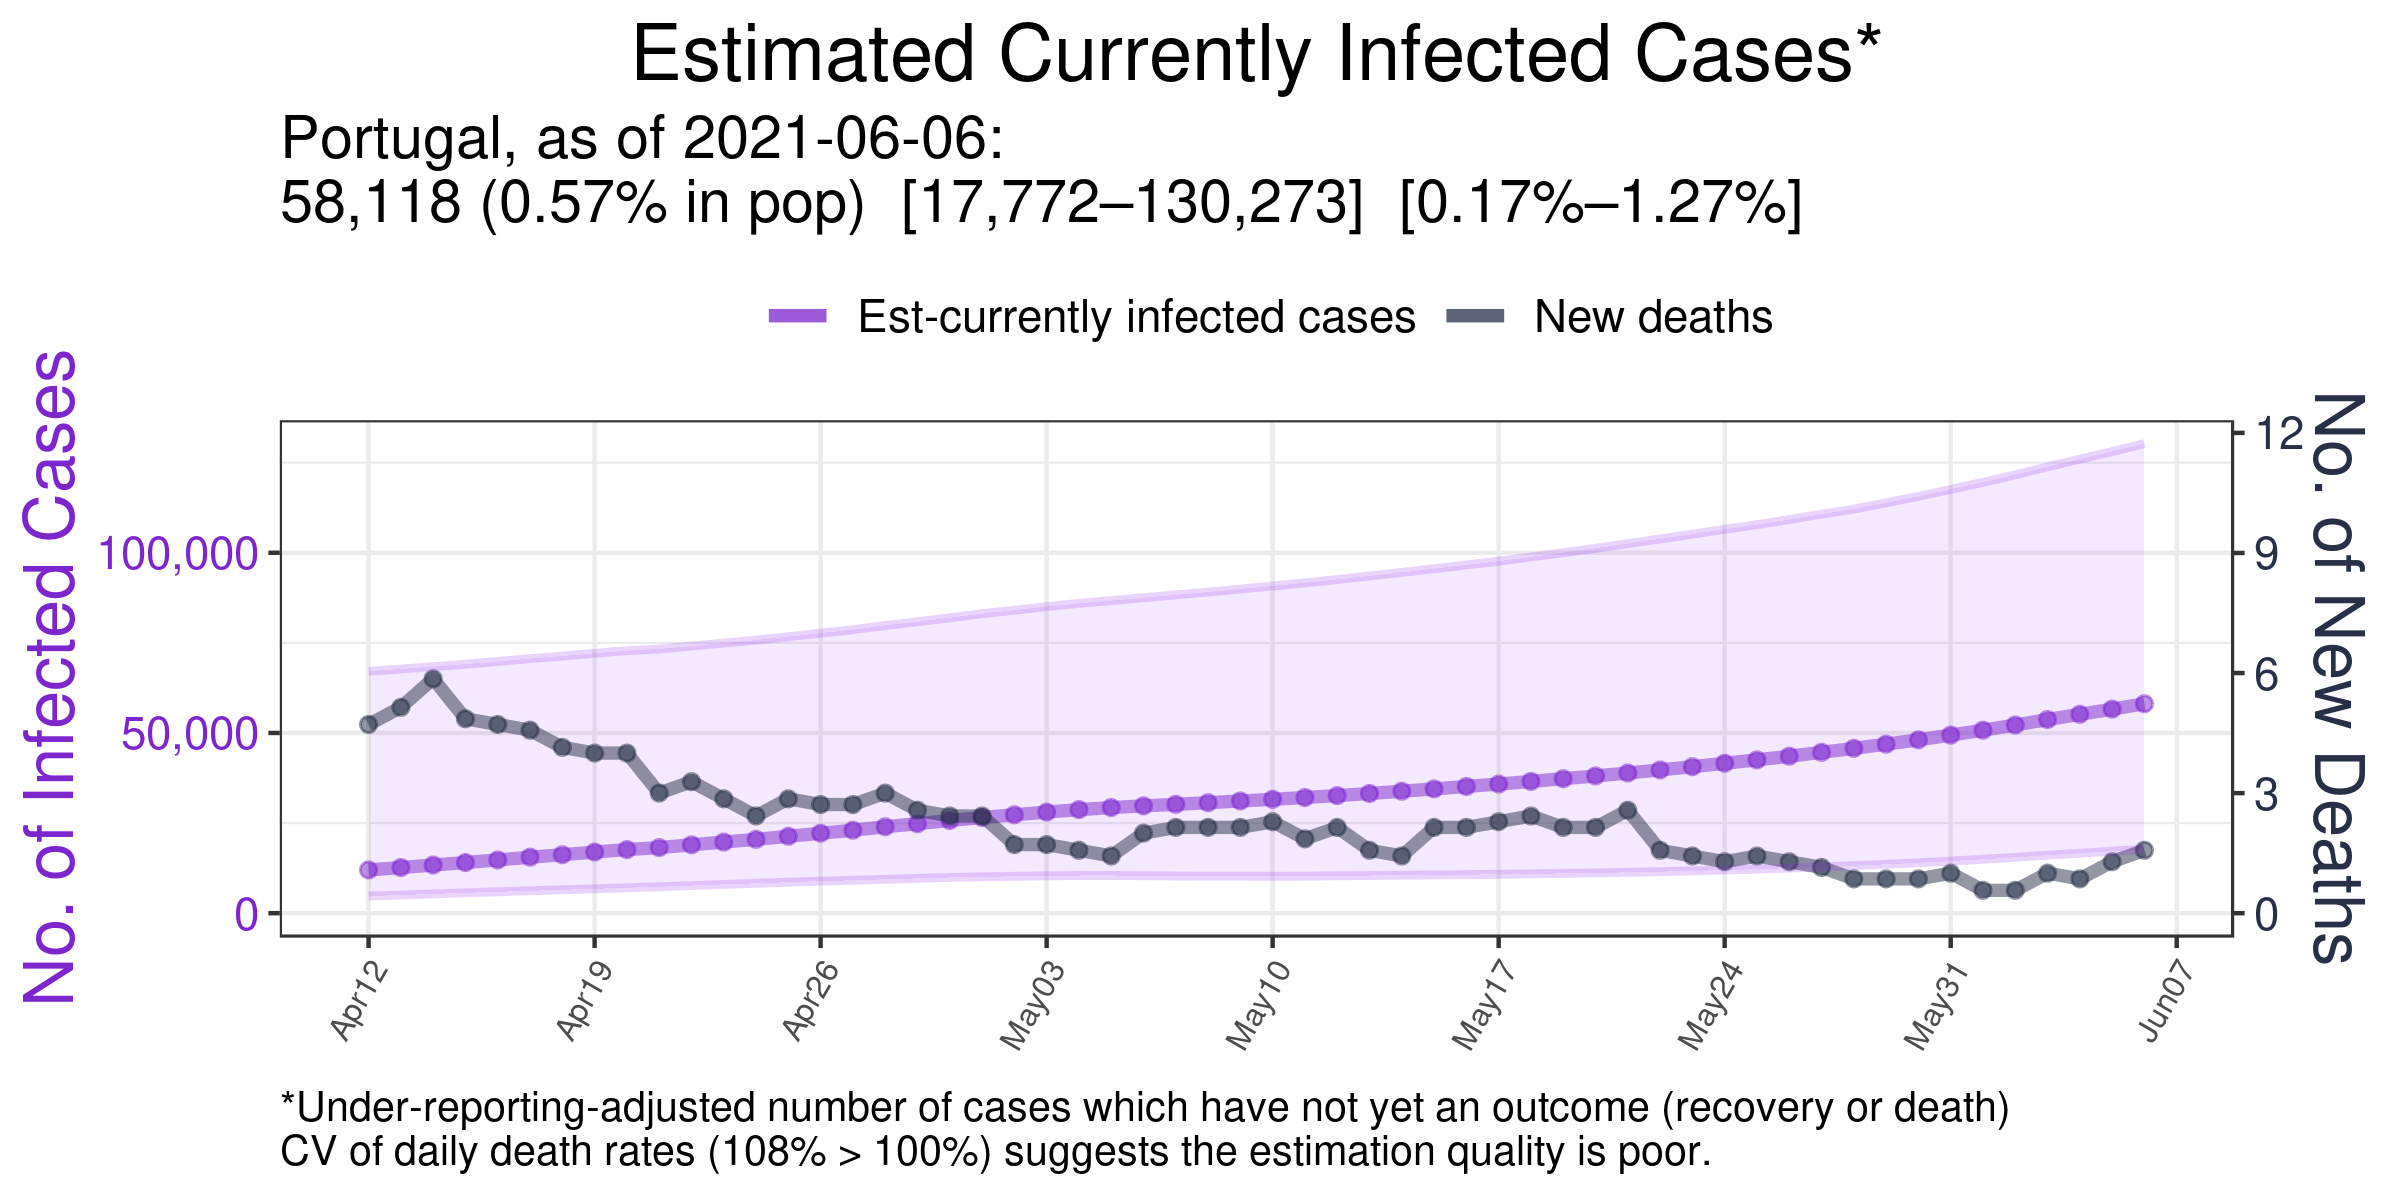 Estimated Currently Infected Cases*
Portugal, as of 2021-06-06:
58,118 (0.57% in pop)  [17,772–130,273]  [0.17%–1.27%]
Est-currently infected cases
New deaths
No. of Infected Cases
100,000
50,000
0
12
9
6
3
0
No. of New Deaths
Apr12
Apr19
Apr26
May03
May10
May17
May24
May31
Jun07
*Under-reporting-adjusted number of cases which have not yet an outcome (recovery or death)
CV of daily death rates (108% > 100%) suggests the estimation quality is poor.